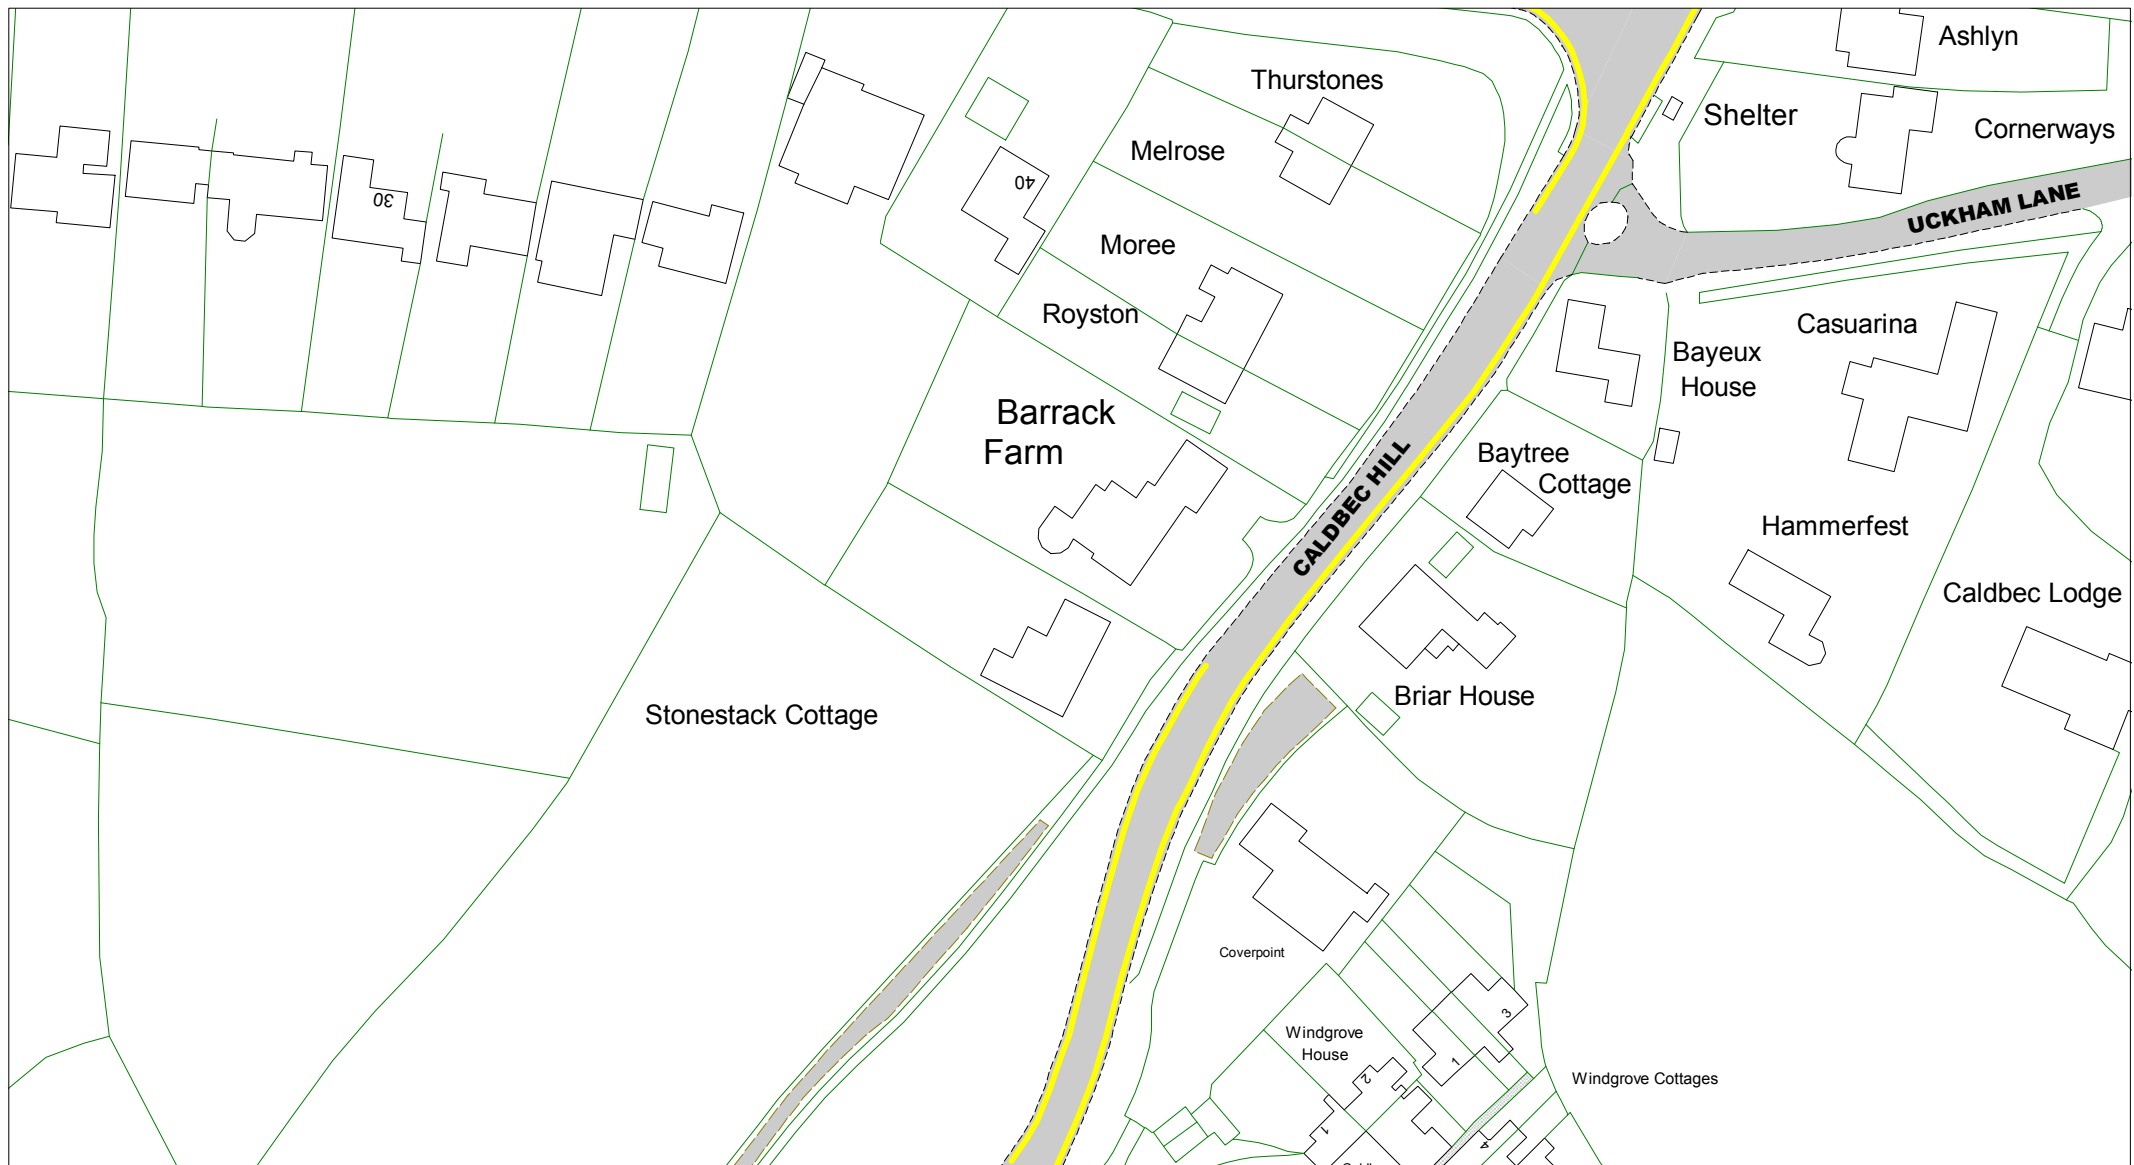 Ashlyn
Thurstones
Shelter
Cornerways
Melrose
40
30
UCKHAM LANE
Moree
Royston
Casuarina
Bayeux
House
Barrack
Farm
CALDBEC HILL
Baytree
Cottage
Hammerfest
Caldbec Lodge
Briar House
Stonestack Cottage
Coverpoint
3
Windgrove
House
1
2
Windgrove Cottages
1
4